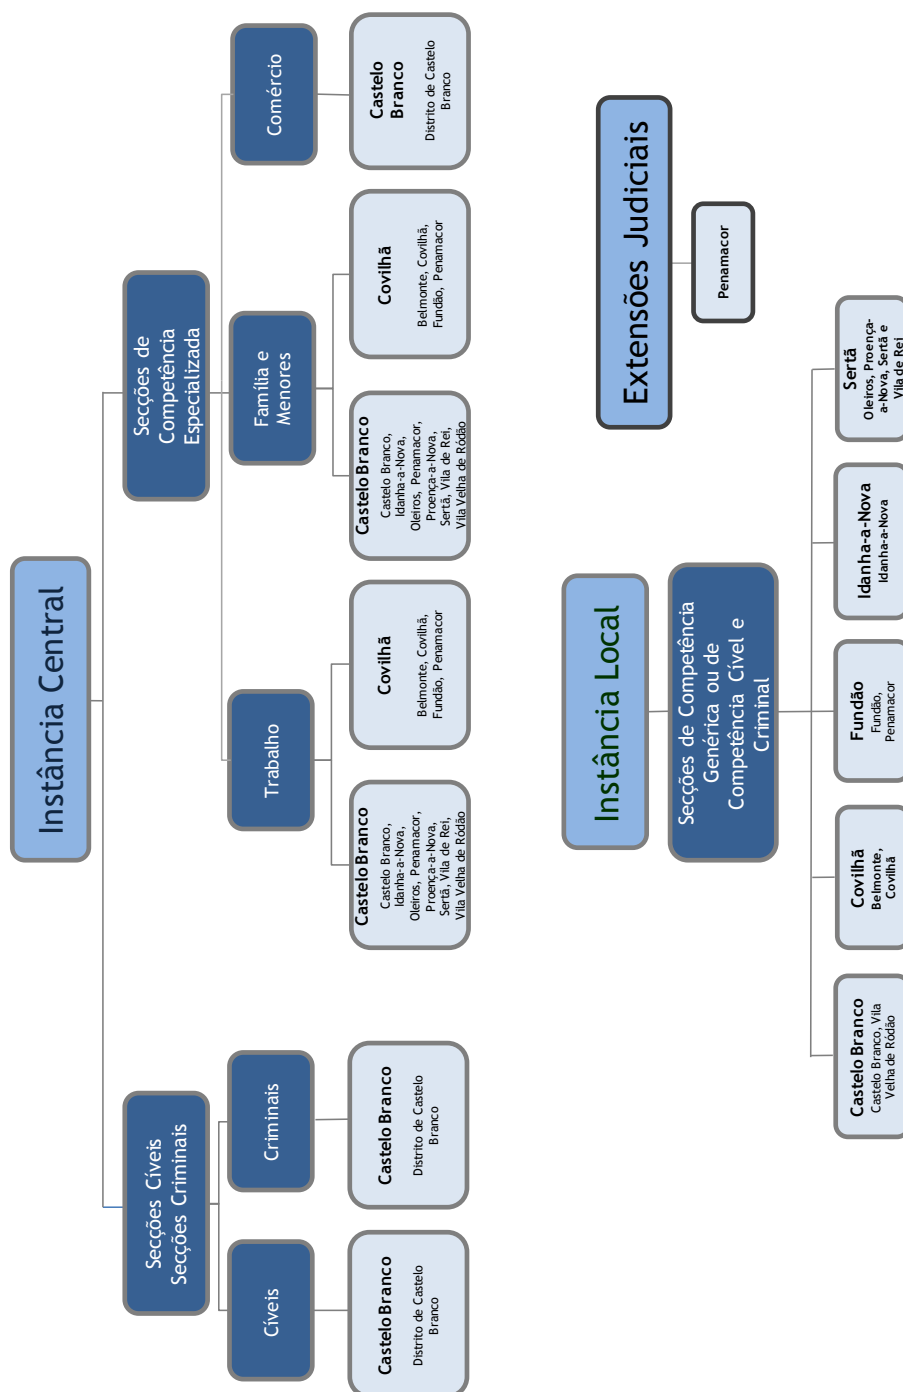 Instância Central
Secções Cíveis
Secções Criminais
Secções de
Competência
Especializada
Cíveis
Criminais
Trabalho
Família e
Menores
Comércio
Castelo Branco
Distrito de Castelo
Branco
Castelo Branco
Distrito de Castelo
Branco
Castelo Branco
Castelo Branco,
Idanha-a-Nova,
Oleiros, Penamacor,
Proença-a-Nova,
Sertã, Vila de Rei,
Vila Velha de Ródão
Covilhã
Belmonte, Covilhã,
Fundão, Penamacor
Castelo Branco
Castelo Branco,
Idanha-a-Nova,
Oleiros, Penamacor,
Proença-a-Nova,
Sertã, Vila de Rei,
Vila Velha de Ródão
Covilhã
Belmonte, Covilhã,
Fundão, Penamacor
Castelo
Branco
Distrito de Castelo
Branco
Instância Local
Secções de Competência
Genérica ou de
Competência Cível e
Criminal
Castelo Branco
Castelo Branco, Vila
Velha de Ródão
Covilhã
Belmonte,
Covilhã
Fundão
Fundão,
Penamacor
Idanha-a-Nova
Idanha-a-Nova
Sertã
Oleiros, Proença-
a-Nova, Sertã e
Vila de Rei
Extensões Judiciais
Penamacor